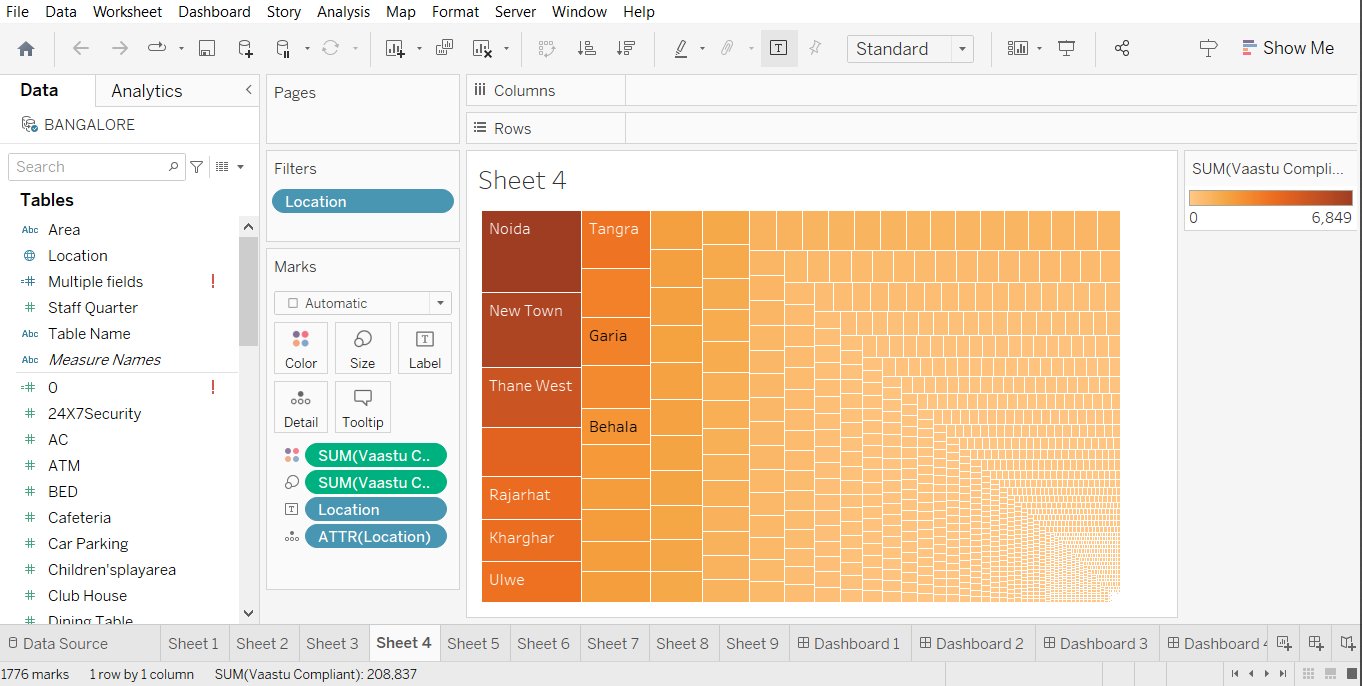 File Data Worksheet Dashboard Story Analysis Map Format Server Window Help
Standard
Show Me
Data Analytics
BANGALORE
Search
Tables
Abc Area
Location
Multiple fields !
Staff Quarter
Abc Table Name
Abc Measure Names
0 !
24X7Security
AC
ATM
BED
Cafeteria
Car Parking
Children'splayarea
Club House
Dining Table
Pages
Filters
Location
Marks
Automatic
Color Size Label
Detail Tooltip
SUM(Vaastu C..
SUM(Vaastu C..
Location
ATTR(Location)
Columns
Rows
Sheet 4
Noida
New Town
Thane West
Rajarhat
Kharghar
Ulwe
Tangra
Garia
Behala
SUM(Vaastu Compli...
0 6,849
Data Source Sheet 1 Sheet 2 Sheet 3 Sheet 4 Sheet 5 Sheet 6 Sheet 7 Sheet 8 Sheet 9 Dashboard 1 Dashboard 2 Dashboard 3 Dashboard 4
1776 marks 1 row by 1 column SUM(Vaastu Compliant): 208,837